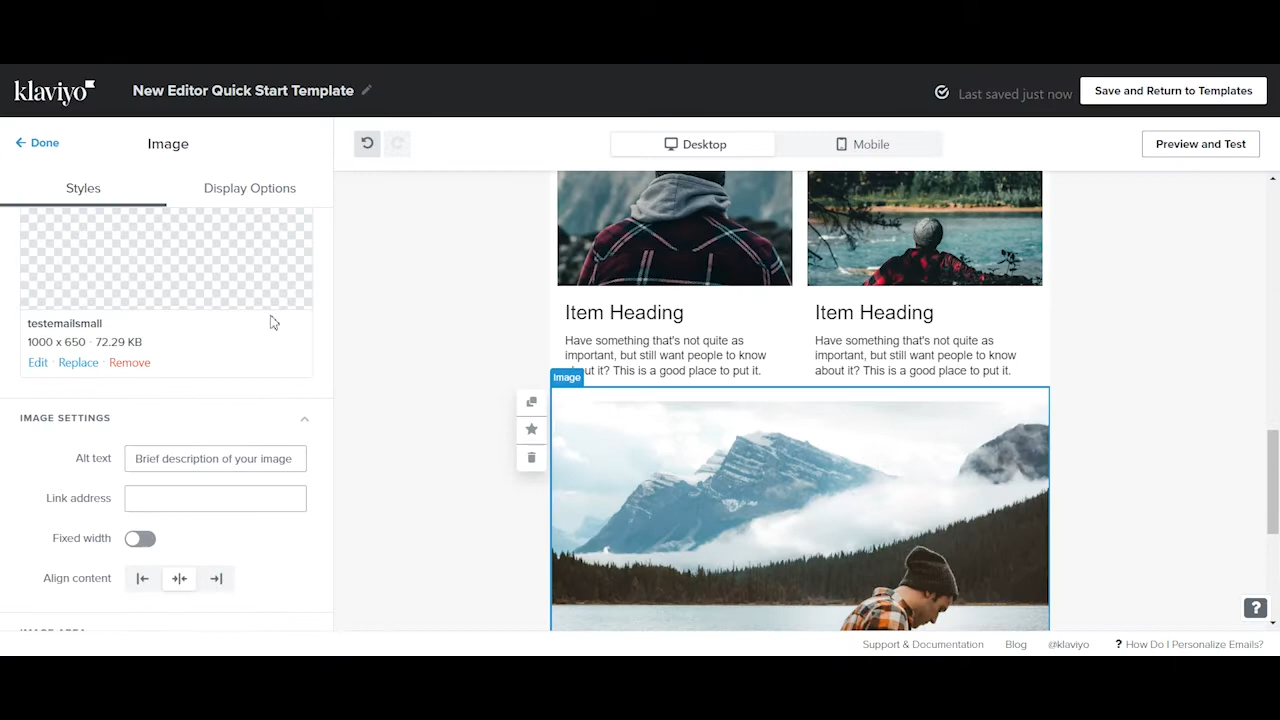 klaviyo
New Editor Quick Start Template
Last saved just now
Save and Return to Templates
Done
Image
Desktop
Mobile
Preview and Test
Styles
Display Options
testemailsmall
1000 x 650 · 72.29 KB
Edit · Replace · Remove
IMAGE SETTINGS
Alt text
Brief description of your image
Link address
Fixed width
Align content
Item Heading
Have something that's not quite as
important, but still want people to know
about it? This is a good place to put it.
Item Heading
Have something that's not quite as
important, but still want people to know
about it? This is a good place to put it.
Image
?
Support & Documentation
Blog
@klaviyo
? How Do I Personalize Emails?